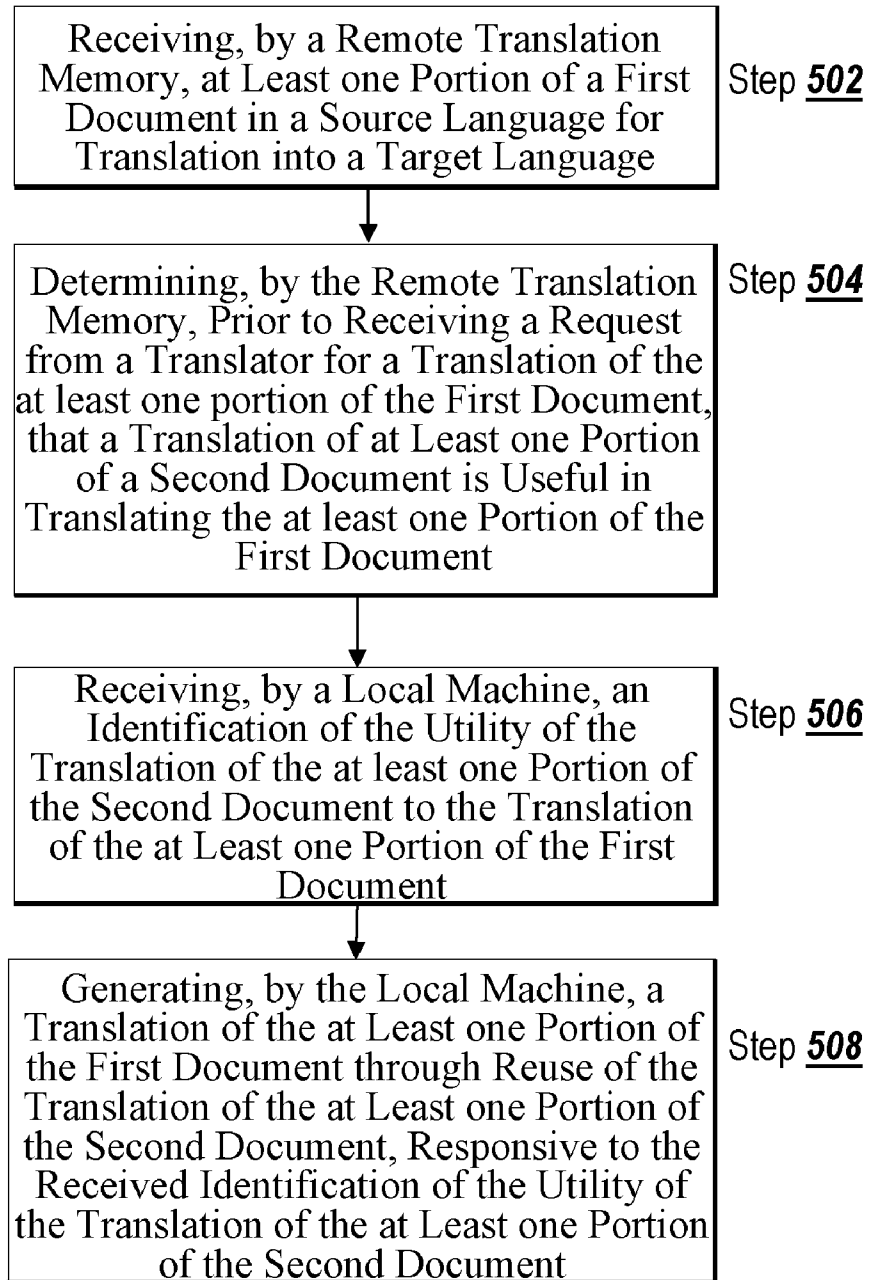 Receiving, by a Remote Translation
Memory, at Least one Portion of a First
Document in a Source Language for
Translation into a Target Language
Step 502
Determining, by the Remote Translation
Memory, Prior to Receiving a Request
from a Translator for a Translation of the
at least one portion of the First Document,
that a Translation of at Least one Portion
of a Second Document is Useful in
Translating the at least one Portion of the
First Document
Step 504
Receiving, by a Local Machine, an
Identification of the Utility of the
Translation of the at least one Portion of
the Second Document to the Translation
of the at Least one Portion of the First
Document
Step 506
Generating, by the Local Machine, a
Translation of the at Least one Portion of
the First Document through Reuse of the
Translation of the at Least one Portion of
the Second Document, Responsive to the
Received Identification of the Utility of
the Translation of the at Least one Portion
of the Second Document
Step 508